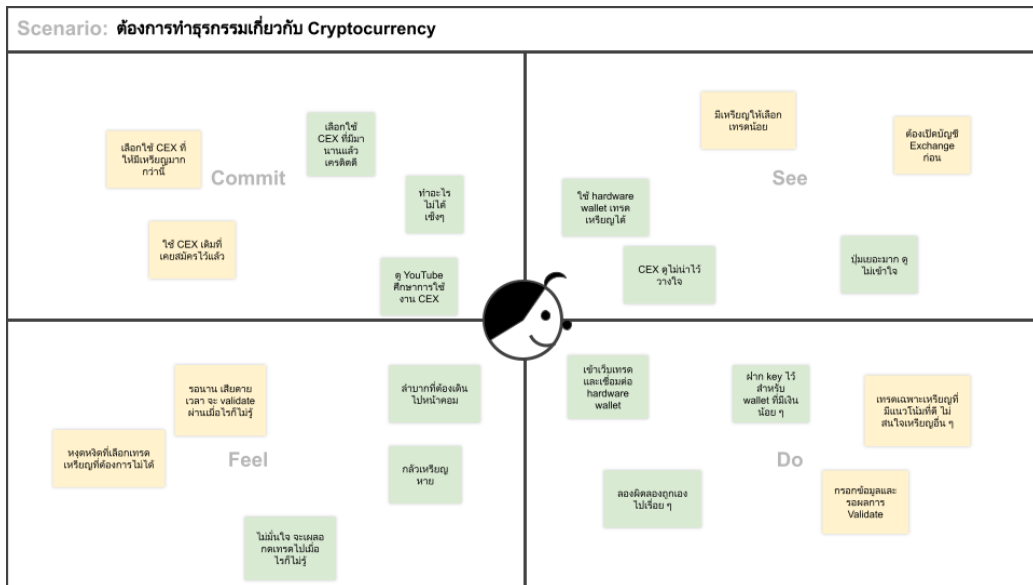 Scenario: ต้องการทำธุรกรรมเกี่ยวกับ Cryptocurrency
Commit
เลือกใช้ CEX ที่
ให้มีเหรียญมาก
กว่านี้
เลือกใช้
CEX ที่มีมา
นานแล้ว
เครดิตดี
ทำอะไร
ไม่ได้
เซ็งๆ
ใช้ CEX เดิมที่
เคยสมัครไว้แล้ว
ดู YouTube
ศึกษาการใช้
งาน CEX
See
มีเหรียญให้เลือก
เทรดน้อย
ต้องเปิดบัญชี
Exchange
ก่อน
ใช้ hardware
wallet เทรด
เหรียญได้
CEX ดูไม่น่าไว้
วางใจ
ปุ่มเยอะมาก ดู
ไม่เข้าใจ
Feel
รอนาน เสียดาย
เวลา จะ validate
ผ่านเมื่อไรก็ไม่รู้
ลำบากที่ต้องเดิน
ไปหน้าคอม
หงุดหงิดที่เลือกเทรด
เหรียญที่ต้องการไม่ได้
กลัวเหรียญ
หาย
ไม่มั่นใจ จะเผลอ
กดเทรดไปเมื่อ
ไรก็ไม่รู้
Do
เข้าเว็บเทรด
และเชื่อมต่อ
hardware
wallet
ฝาก key ไว้
สำหรับ
wallet ที่มีเงิน
น้อย ๆ
เทรดเฉพาะเหรียญที่
มีแนวโน้มที่ดี ไม่
สนใจเหรียญอื่น ๆ
ลองผิดลองถูกเอง
ไปเรื่อย ๆ
กรอกข้อมูลและ
รอผลการ
Validate